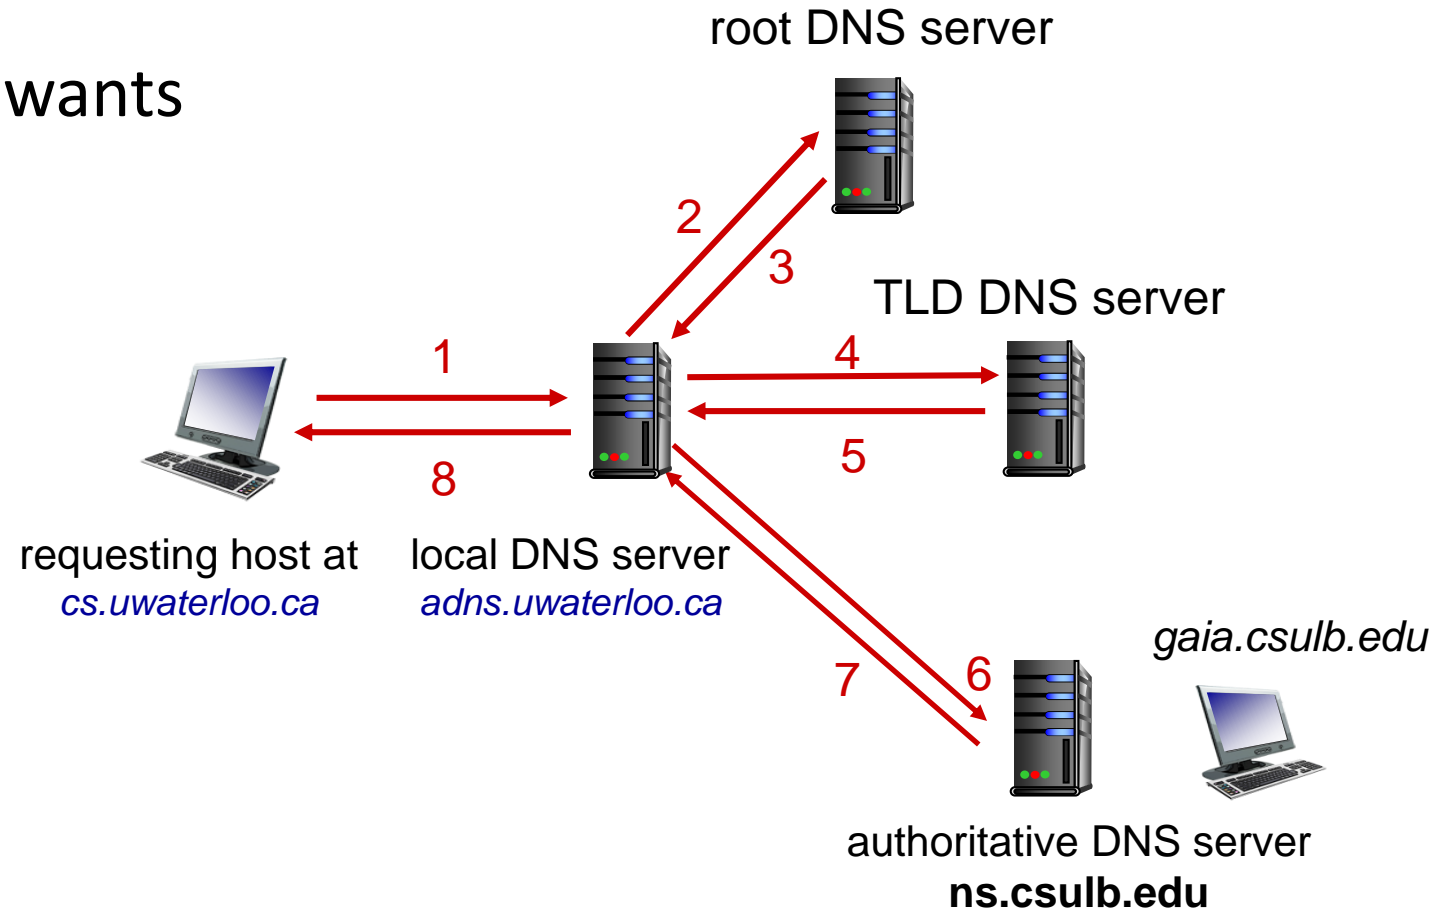 root DNS server
wants
2
3
TLD DNS server
1
4
8
5
requesting host at
cs.uwaterloo.ca
local DNS server
adns.uwaterloo.ca
gaia.csulb.edu
7
6
authoritative DNS server
ns.csulb.edu